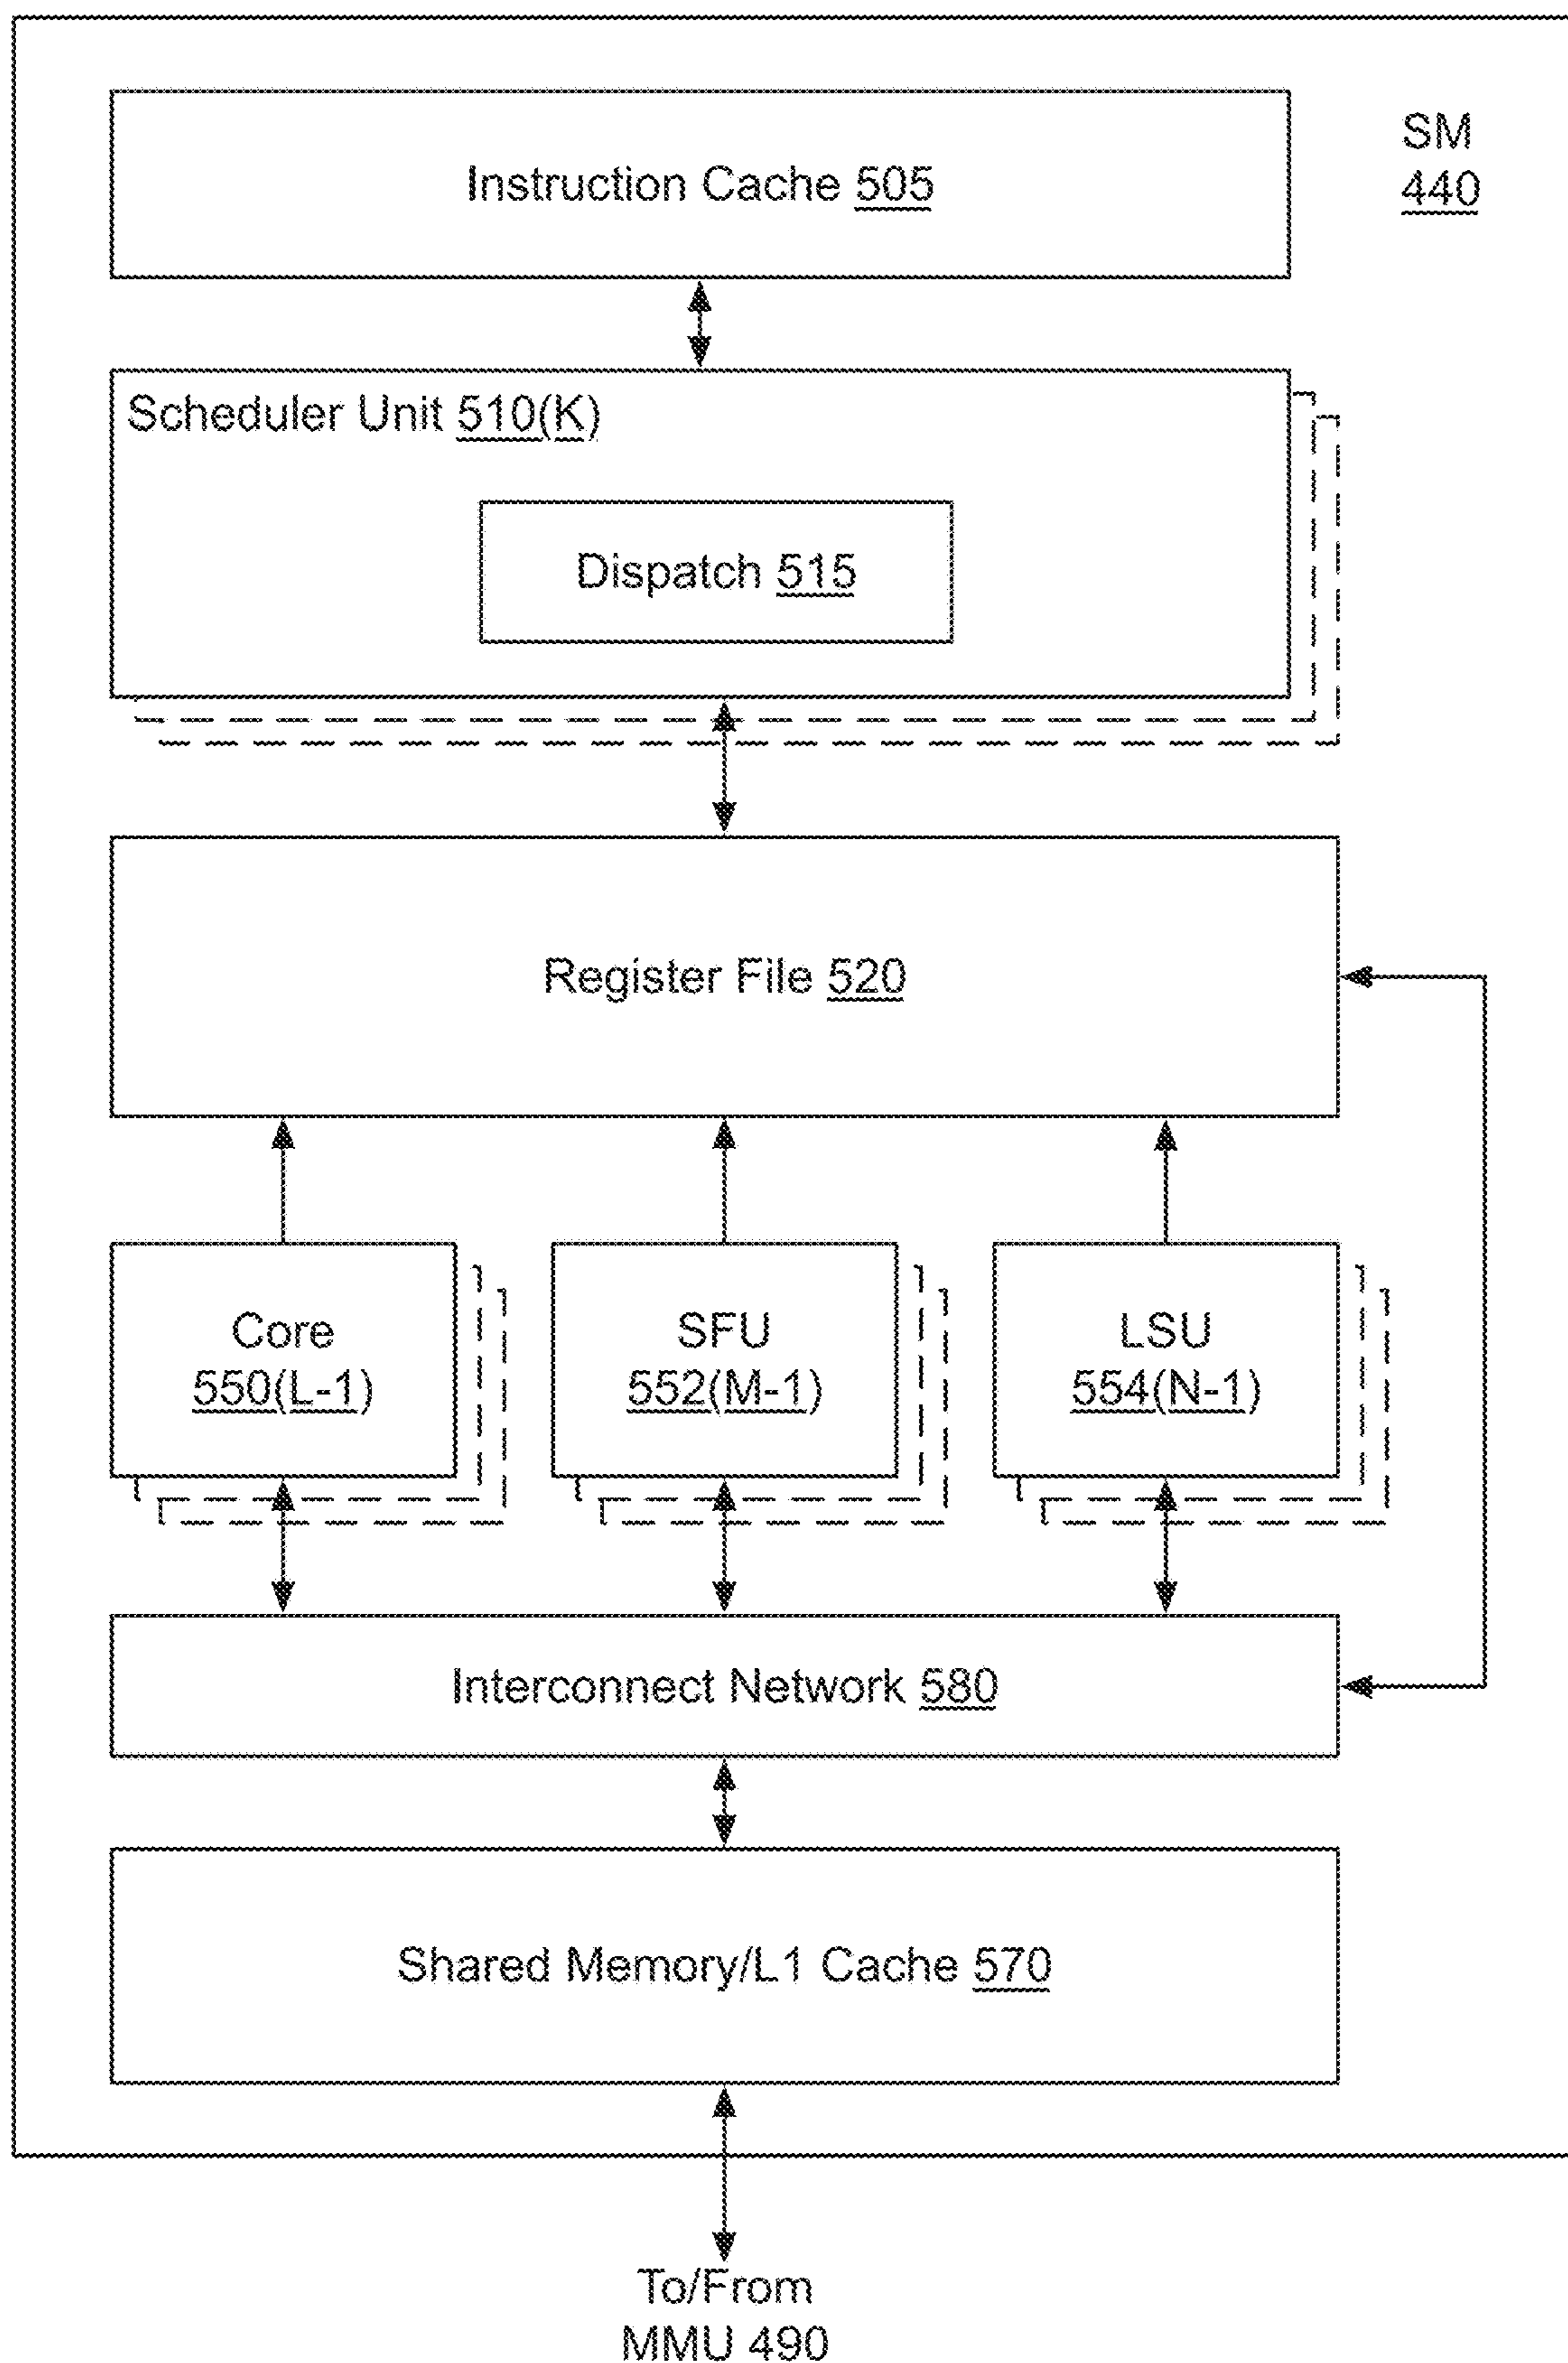 SM
440
Instruction Cache 505
Scheduler Unit 510(K)
Dispatch 515
Register File 520
Core
550(L-1)
SFU
552(M-1)
LSU
554(N-1)
Interconnect Network 580
Shared Memory/L1 Cache 570
To/From
MMU 490